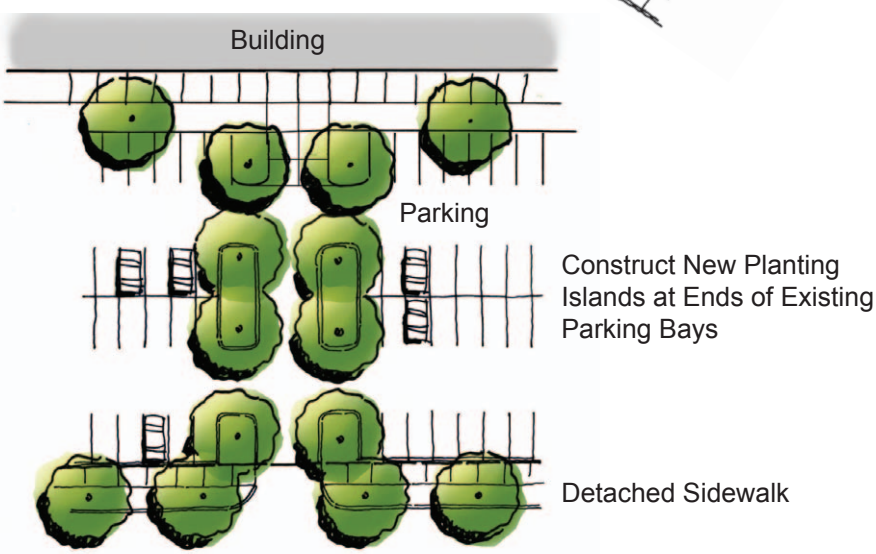 Building
Parking
Construct New Planting
Islands at Ends of Existing
Parking Bays
Detached Sidewalk